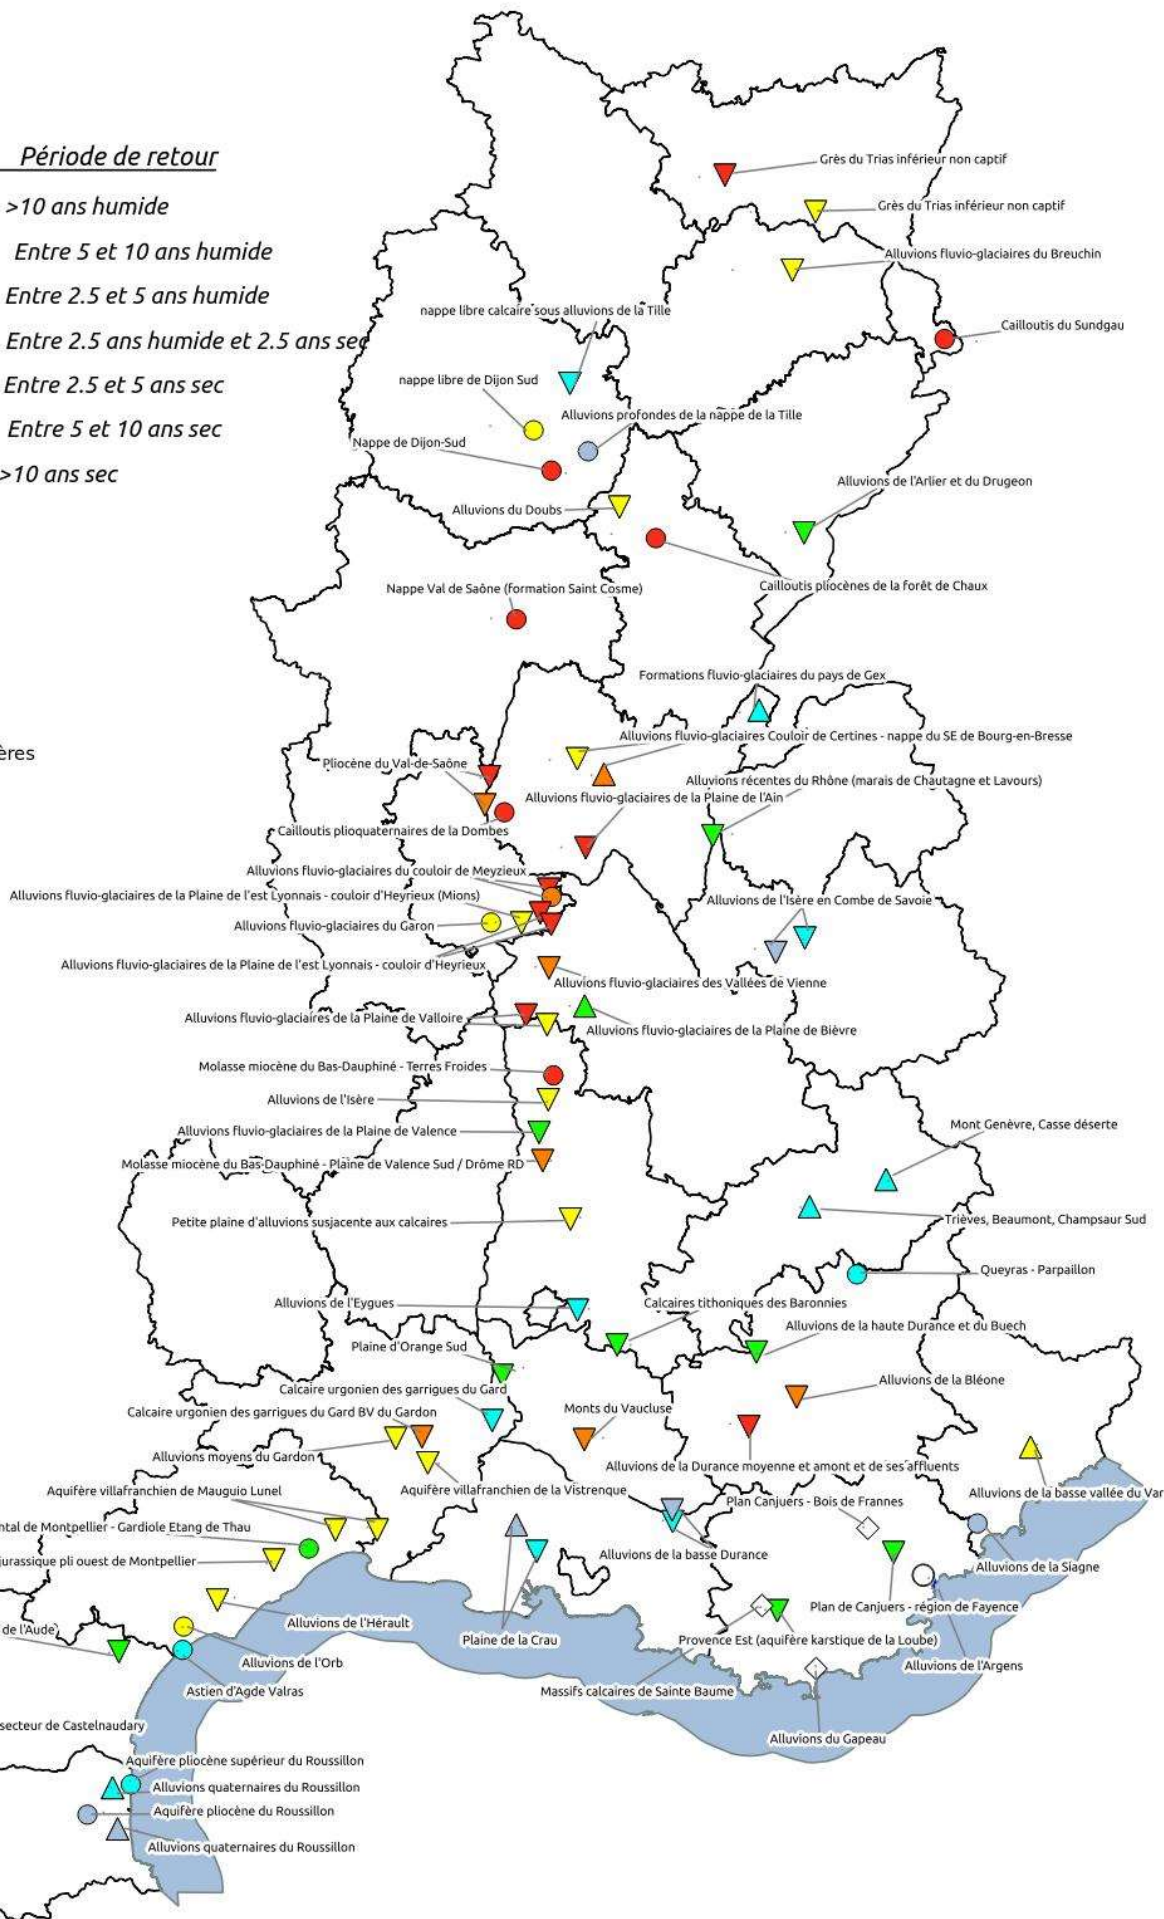 Période de retour
>10 ans humide
Entre 5 et 10 ans humide
Entre 2.5 et 5 ans humide
Entre 2.5 ans humide et 2.5 ans sec
Entre 2.5 et 5 ans sec
Entre 5 et 10 ans sec
>10 ans sec
ères
Grès du Trias inférieur non captif
Grès du Trias inférieur non captif
Alluvions fluvio-glaciaires du Breuchin
nappe libre calcaire sous alluvions de la Tille
Cailloutis du Sundgau
nappe libre de Dijon Sud
Alluvions profondes de la nappe de la Tille
Nappe de Dijon-Sud
Alluvions de l'Arlier et du Drugeon
Alluvions du Doubs
Cailloutis pliocènes de la forêt de Chaux
Nappe Val de Saône (formation Saint Cosme)
Formations fluvio-glaciaires du pays de Gex
Alluvions fluvio-glaciaires Couloir de Certines - nappe du SE de Bourg-en-Bresse
Pliocène du Val-de-Saône
Alluvions récentes du Rhône (marais de Chautagne et Lavours)
Alluvions fluvio-glaciaires de la Plaine de l'Ain
Cailloutis plioquaternaires de la Dombes
Alluvions fluvio-glaciaires du couloir de Meyzieux
Alluvions fluvio-glaciaires de la Plaine de l'est Lyonnais - couloir d'Heyrieux (Mions)
Alluvions de l'Isère en Combe de Savoie
Alluvions fluvio-glaciaires du Garon
Alluvions fluvio-glaciaires de la Plaine de l'est Lyonnais - couloir d'Heyrieux
Alluvions fluvio-glaciaires des Vallées de Vienne
Alluvions fluvio-glaciaires de la Plaine de Valloire
Alluvions fluvio-glaciaires de la Plaine de Bièvre
Molasse miocène du Bas-Dauphiné - Terres Froides
Alluvions de l'Isère
Mont Genèvre, Casse déserte
Alluvions fluvio-glaciaires de la Plaine de Valence
Molasse miocène du Bas-Dauphiné - Plaine de Valence Sud / Drôme RD
Petite plaine d'alluvions susjacente aux calcaires
Trièves, Beaumont, Champsaur Sud
Queyras - Parpaillon
Alluvions de l'Eygues
Calcaires tithoniques des Baronnies
Alluvions de la haute Durance et du Buech
Plaine d'Orange Sud
Alluvions de la Bléone
Calcaire urgonien des garrigues du Gard
Monts du Vaucluse
Calcaire urgonien des garrigues du Gard BV du Gardon
Alluvions moyens du Gardon
Alluvions de la Durance moyenne et amont et de ses affluents
Aquifère villafranchien de Mauguio Lunel
Aquifère villafranchien de la Vistrenque
Alluvions de la basse vallée du Var
Plan Canjuers - Bois de Frannes
ntal de Montpellier - Gardiole Etang de Thau
Alluvions de la basse Durance
jurassique pli ouest de Montpellier
Alluvions de la Siagne
Plan de Canjuers - région de Fayence
Alluvions de l'Hérault
de l'Aude
Plaine de la Crau
Provence Est (aquifère karstique de la Loube)
Alluvions de l'Orb
Alluvions de l'Argens
Astien d'Agde Valras
Massifs calcaires de Sainte Baume
secteur de Castelnaudary
Alluvions du Gapeau
Aquifère pliocène supérieur du Roussillon
Alluvions quaternaires du Roussillon
Aquifère pliocène du Roussillon
Alluvions quaternaires du Roussillon